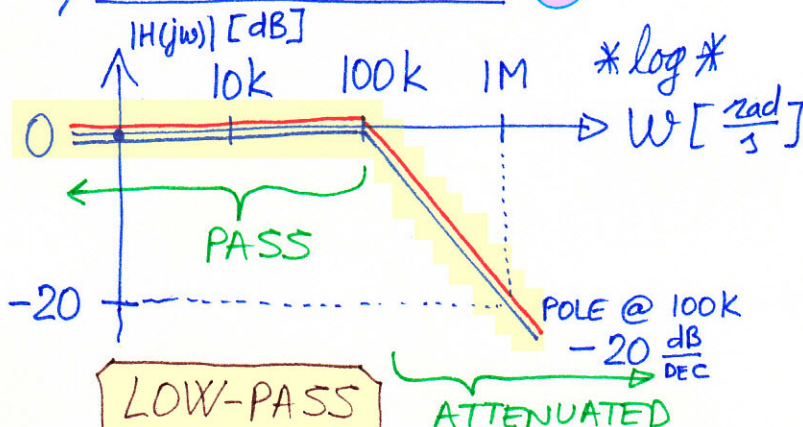 |H(jω)| [dB]
10k 100k 1M *log*
0 W [rad/s]
PASS
-20
POLE @ 100K
-20 dB/DEC
LOW-PASS
ATTENUATED